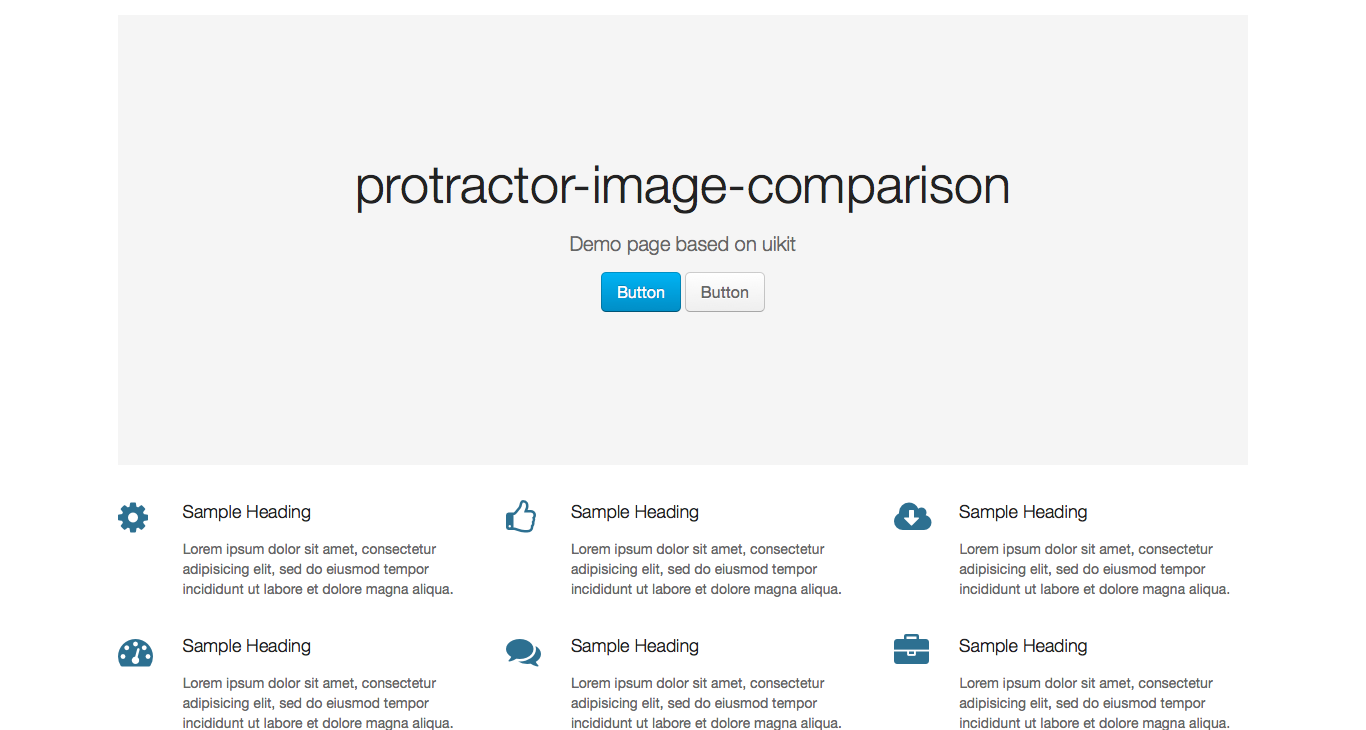 protractor-image-comparison
Demo page based on uikit
Button Button
Sample Heading
Lorem ipsum dolor sit amet, consectetur
adipisicing elit, sed do eiusmod tempor
incididunt ut labore et dolore magna aliqua.
Sample Heading
Lorem ipsum dolor sit amet, consectetur
adipisicing elit, sed do eiusmod tempor
incididunt ut labore et dolore magna aliqua.
Sample Heading
Lorem ipsum dolor sit amet, consectetur
adipisicing elit, sed do eiusmod tempor
incididunt ut labore et dolore magna aliqua.
Sample Heading
Lorem ipsum dolor sit amet, consectetur
adipisicing elit, sed do eiusmod tempor
incididunt ut labore et dolore magna aliqua.
Sample Heading
Lorem ipsum dolor sit amet, consectetur
adipisicing elit, sed do eiusmod tempor
incididunt ut labore et dolore magna aliqua.
Sample Heading
Lorem ipsum dolor sit amet, consectetur
adipisicing elit, sed do eiusmod tempor
incididunt ut labore et dolore magna aliqua.